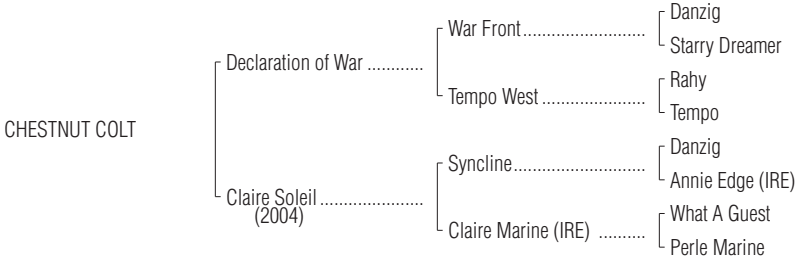 Danzig
War Front..........................
Starry Dreamer
Declaration of War ............
Rahy
Tempo West ......................
Tempo
CHESTNUT COLT
Danzig
Syncline............................
Annie Edge (IRE)
Claire Soleil ......................
(2004)
What A Guest
Claire Marine (IRE) ..........
Perle Marine